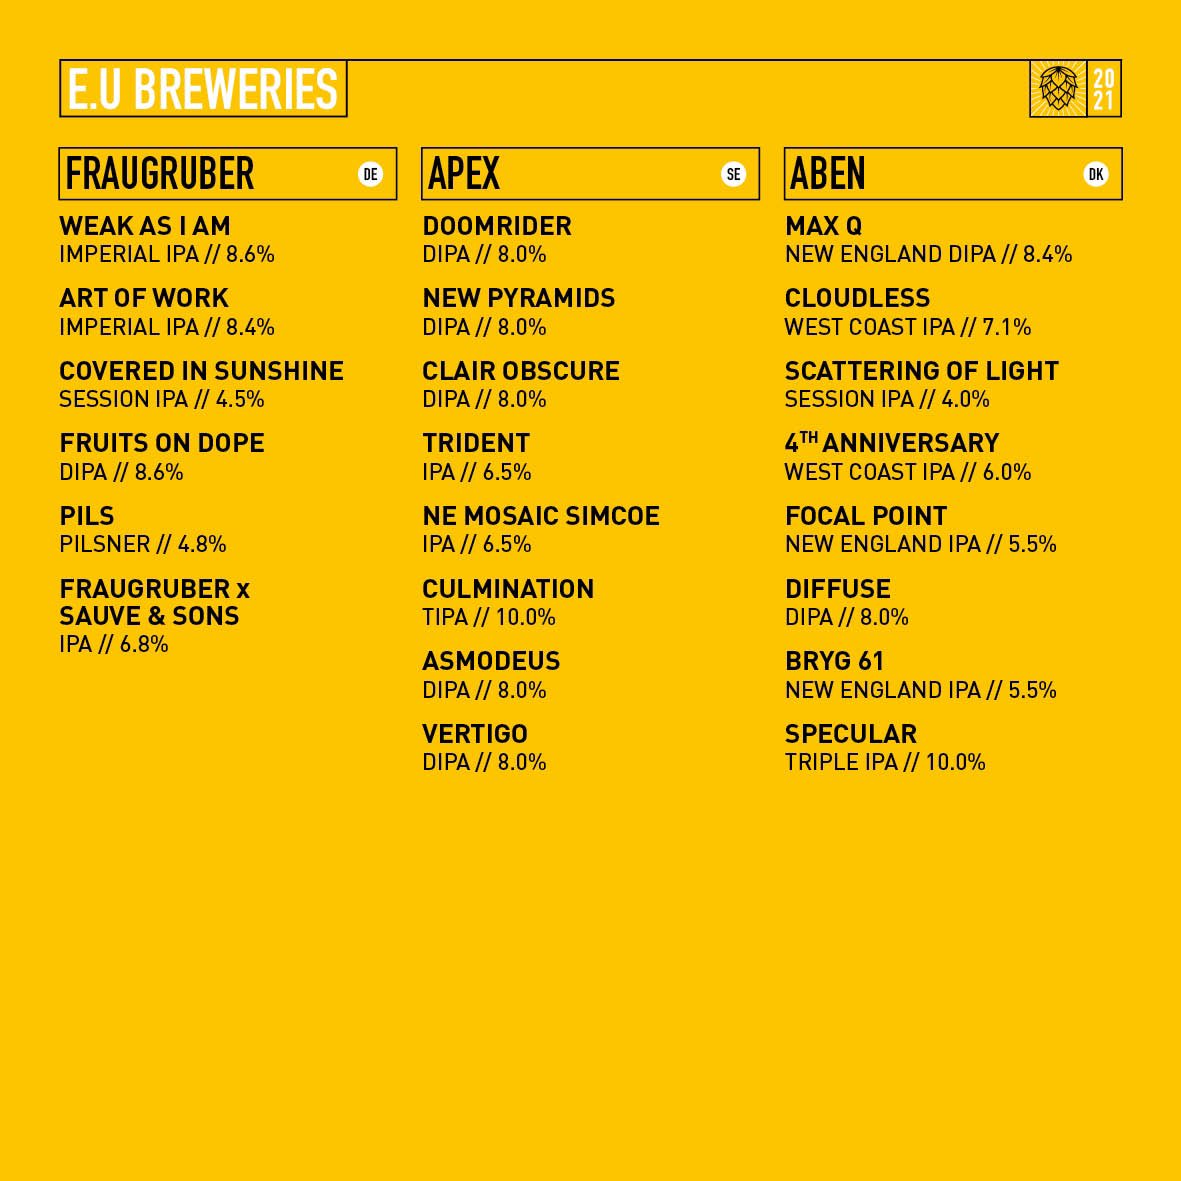 E.U BREWERIES
20
21
FRAUGRUBER DE
WEAK AS I AM
IMPERIAL IPA // 8.6%
ART OF WORK
IMPERIAL IPA // 8.4%
COVERED IN SUNSHINE
SESSION IPA // 4.5%
FRUITS ON DOPE
DIPA // 8.6%
PILS
PILSNER // 4.8%
FRAUGRUBER x
SAUVE & SONS
IPA // 6.8%
APEX SE
DOOMRIDER
DIPA // 8.0%
NEW PYRAMIDS
DIPA // 8.0%
CLAIR OBSCURE
DIPA // 8.0%
TRIDENT
IPA // 6.5%
NE MOSAIC SIMCOE
IPA // 6.5%
CULMINATION
TIPA // 10.0%
ASMODEUS
DIPA // 8.0%
VERTIGO
DIPA // 8.0%
ABEN DK
MAX Q
NEW ENGLAND DIPA // 8.4%
CLOUDLESS
WEST COAST IPA // 7.1%
SCATTERING OF LIGHT
SESSION IPA // 4.0%
4TH ANNIVERSARY
WEST COAST IPA // 6.0%
FOCAL POINT
NEW ENGLAND IPA // 5.5%
DIFFUSE
DIPA // 8.0%
BRYG 61
NEW ENGLAND IPA // 5.5%
SPECULAR
TRIPLE IPA // 10.0%